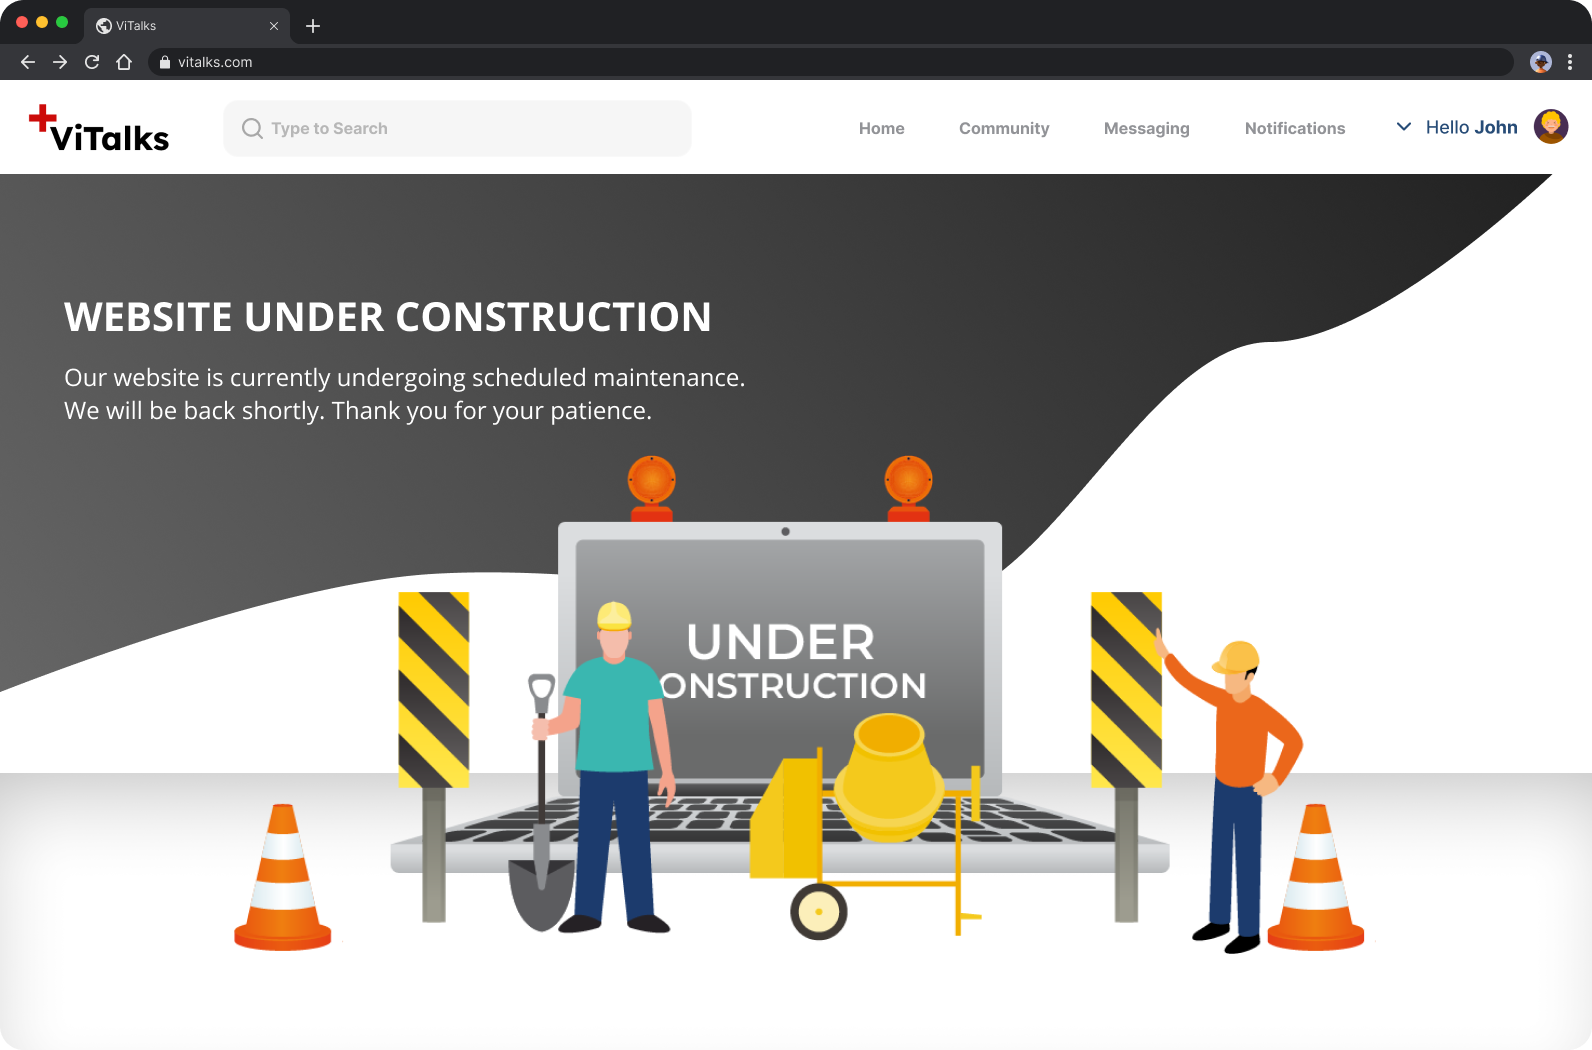 ViTalks
vitalks.com
ViTalks
Type to Search
Home
Community
Messaging
Notifications
Hello John
WEBSITE UNDER CONSTRUCTION
Our website is currently undergoing scheduled maintenance.
We will be back shortly. Thank you for your patience.
UNDER
ONSTRUCTION